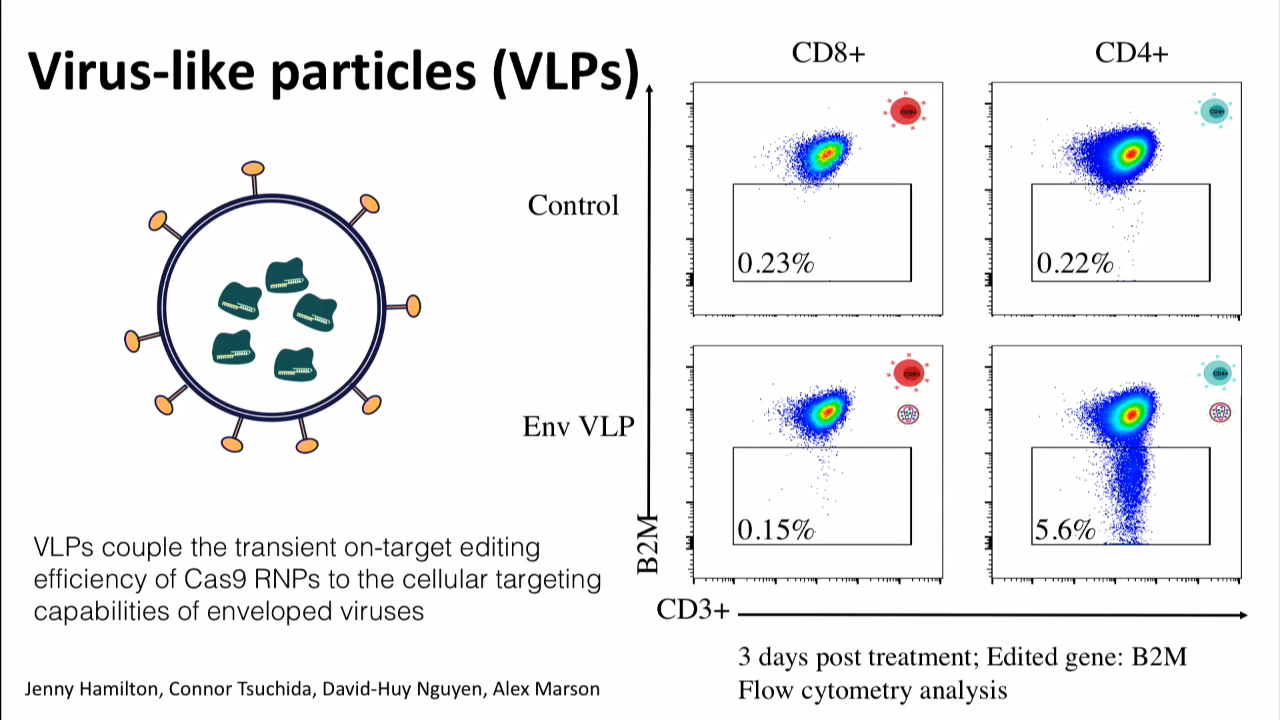 Virus-like particles (VLPs)
CD8+
CD4+
Control
0.23%
0.22%
Env VLP
0.15%
5.6%
B2M
CD3+
VLPs couple the transient on-target editing
efficiency of Cas9 RNPs to the cellular targeting
capabilities of enveloped viruses
3 days post treatment; Edited gene: B2M
Flow cytometry analysis
Jenny Hamilton, Connor Tsuchida, David-Huy Nguyen, Alex Marson